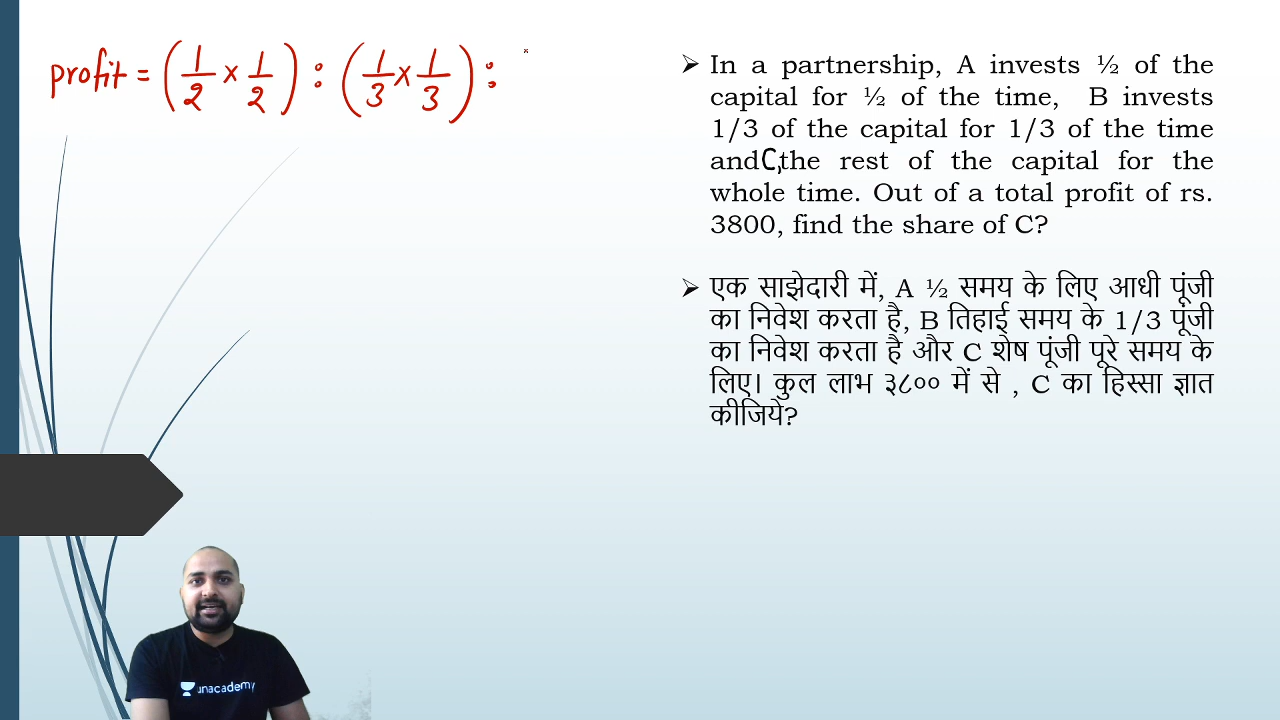 profit = (1/2 × 1/2) : (1/3 × 1/3) :
➢ In a partnership, A invests ½ of the
capital for ½ of the time, B invests
1/3 of the capital for 1/3 of the time
and C, the rest of the capital for the
whole time. Out of a total profit of rs.
3800, find the share of C?
➢ एक साझेदारी में, A ½ समय के लिए आधी पूंजी
का निवेश करता है, B तिहाई समय के 1/3 पूंजी
का निवेश करता है और C शेष पूंजी पूरे समय के
लिए। कुल लाभ ३८०० में से , C का हिस्सा ज्ञात
कीजिये?
unacademy